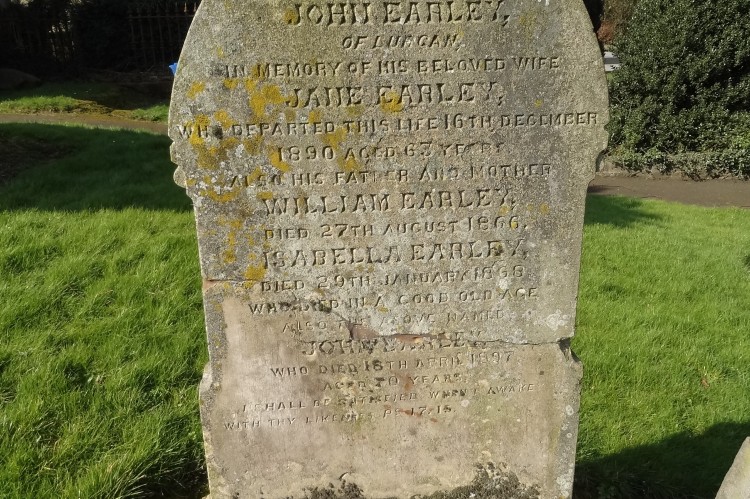 JOHN EARLEY,
OF LURGAN,
IN MEMORY OF HIS BELOVED WIFE
JANE EARLEY,
WHO DEPARTED THIS LIFE 16TH DECEMBER
1890 AGED 63 YEARS
ALSO HIS FATHER AND MOTHER
WILLIAM EARLEY,
DIED 27TH AUGUST 1866.
ISABELLA EARLEY,
DIED 29TH JANUARY 1868
WHO DIED IN A GOOD OLD AGE
ALSO THE ABOVE NAMED
JOHN EARLEY
WHO DIED 18TH APRIL 1897
AGED YEARS
I SHALL BE SATISFIED WHEN I AWAKE
WITH THY LIKENESS PS 17. 15